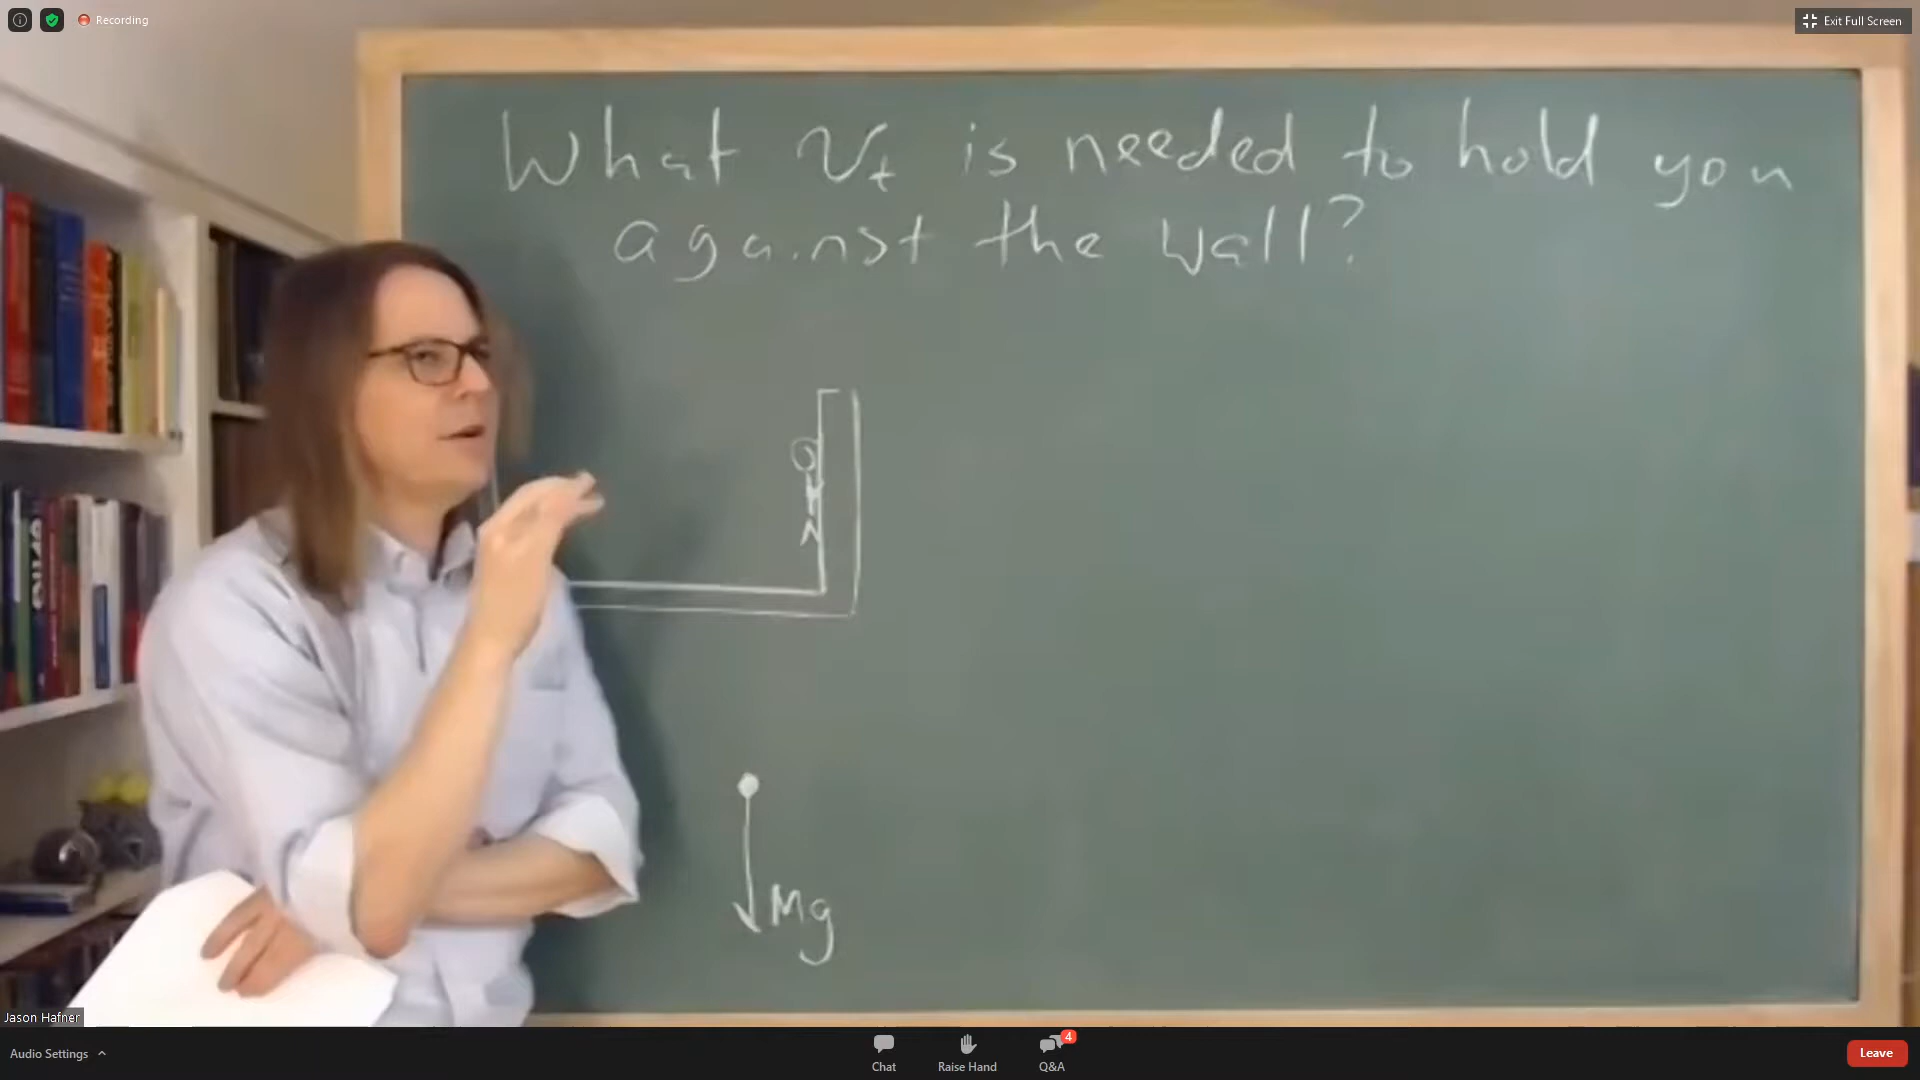 Recording
Exit Full Screen
What v_t is needed to hold you
against the wall?
Mg
Jason Hafner
Audio Settings
Chat
Raise Hand
4
Q&A
Leave